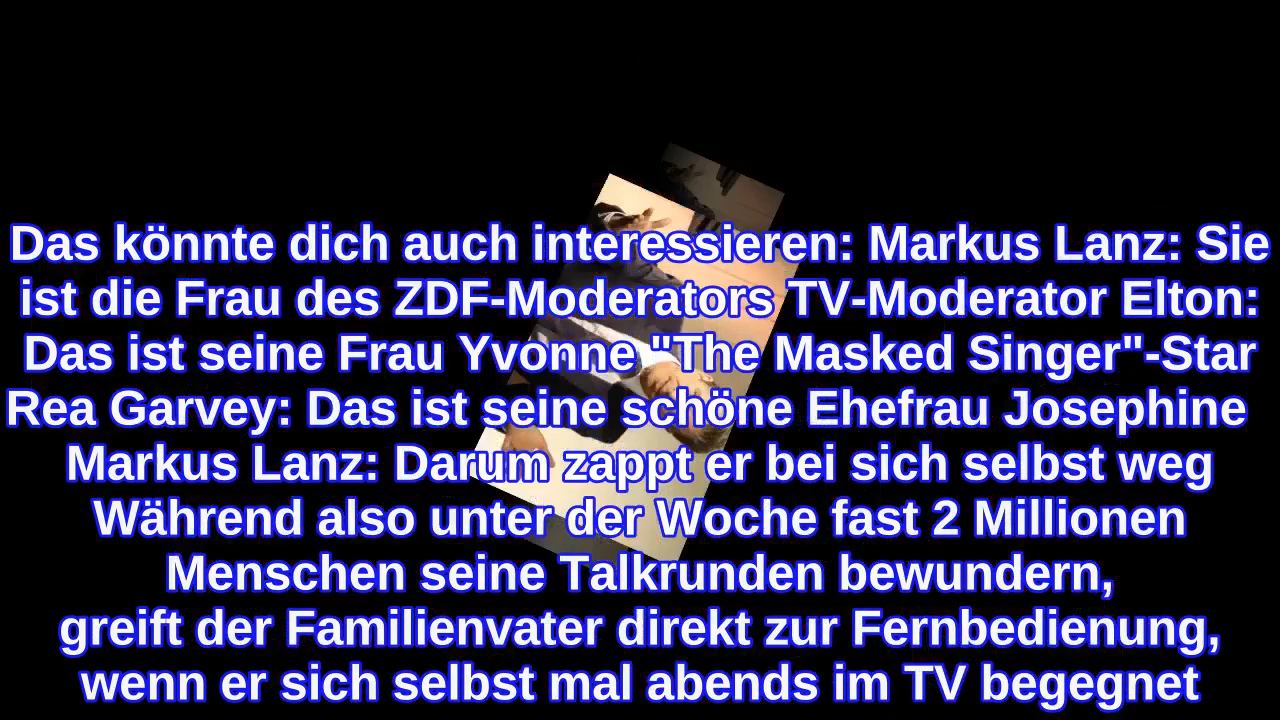 Das könnte dich auch interessieren: Markus Lanz: Sie
ist die Frau des ZDF-Moderators TV-Moderator Elton:
Das ist seine Frau Yvonne "The Masked Singer"-Star
Rea Garvey: Das ist seine schöne Ehefrau Josephine
Markus Lanz: Darum zappt er bei sich selbst weg
Während also unter der Woche fast 2 Millionen
Menschen seine Talkrunden bewundern,
greift der Familienvater direkt zur Fernbedienung,
wenn er sich selbst mal abends im TV begegnet